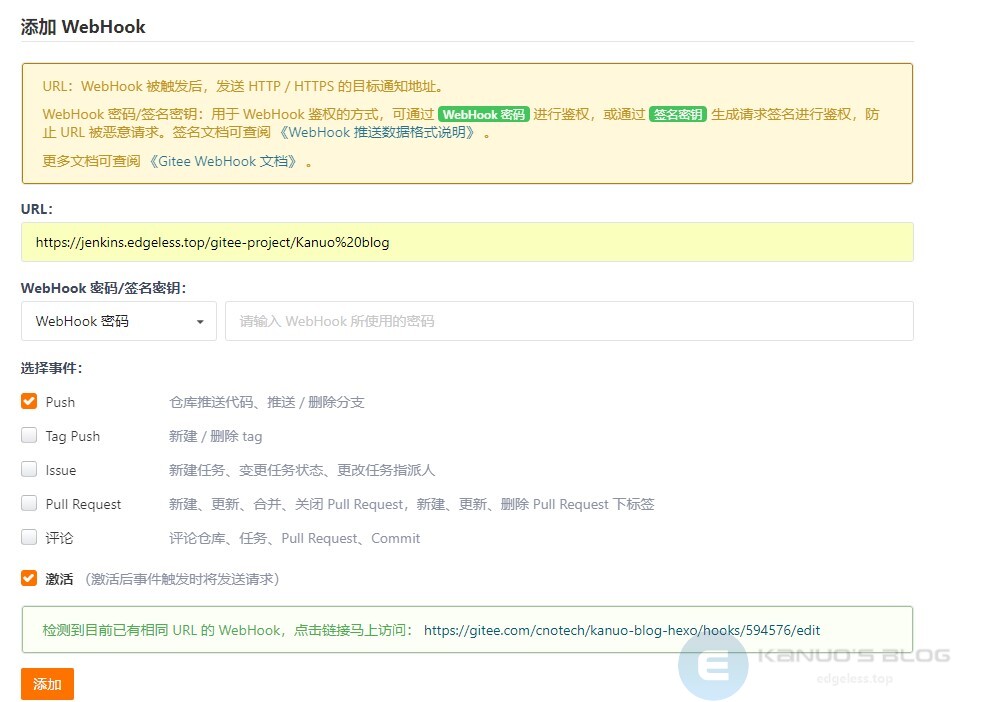 添加 WebHook
URL：WebHook 被触发后，发送 HTTP / HTTPS 的目标通知地址。
WebHook 密码/签名密钥：用于 WebHook 鉴权的方式，可通过 WebHook 密码 进行鉴权，或通过 签名密钥 生成请求签名进行鉴权，防
止 URL 被恶意请求。签名文档可查阅 《WebHook 推送数据格式说明》 。
更多文档可查阅 《Gitee WebHook 文档》 。
URL：
https://jenkins.edgeless.top/gitee-project/Kanuo%20blog
WebHook 密码/签名密钥：
WebHook 密码 请输入 WebHook 所使用的密码
选择事件：
Push 仓库推送代码、推送 / 删除分支
Tag Push 新建 / 删除 tag
Issue 新建任务、变更任务状态、更改任务指派人
Pull Request 新建、更新、合并、关闭 Pull Request，新建、更新、删除 Pull Request 下标签
评论 评论仓库、任务、Pull Request、Commit
激活 （激活后事件触发时将发送请求）
检测到目前已有相同 URL 的 WebHook，点击链接马上访问： https://gitee.com/cnotech/kanuo-blog-hexo/hooks/594576/edit
KANUO'S BLOG
edgeless.top
添加